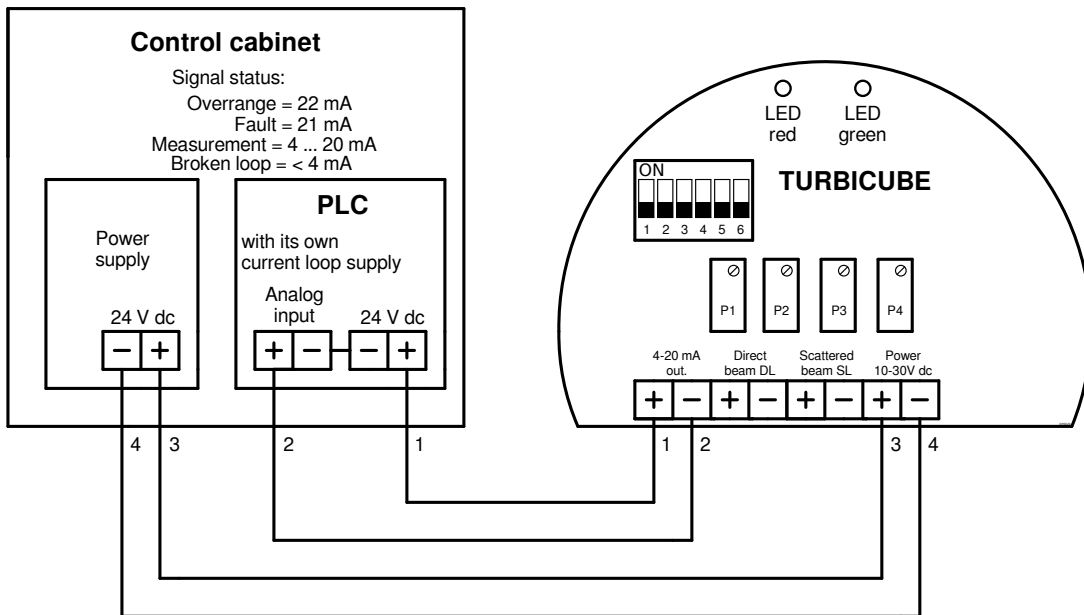 Control cabinet
Signal status:
Overrange = 22 mA
Fault = 21 mA
Measurement = 4 ... 20 mA
Broken loop = < 4 mA
Power
supply
24 V dc
− +
PLC
with its own
current loop supply
Analog
input
24 V dc
+ − − +
4 3 2 1
LED
red
LED
green
ON
1 2 3 4 5 6
TURBICUBE
P1 P2 P3 P4
4-20 mA
out.
Direct
beam DL
Scattered
beam SL
Power
10-30V dc
+ − + − + − + −
1 2 3 4